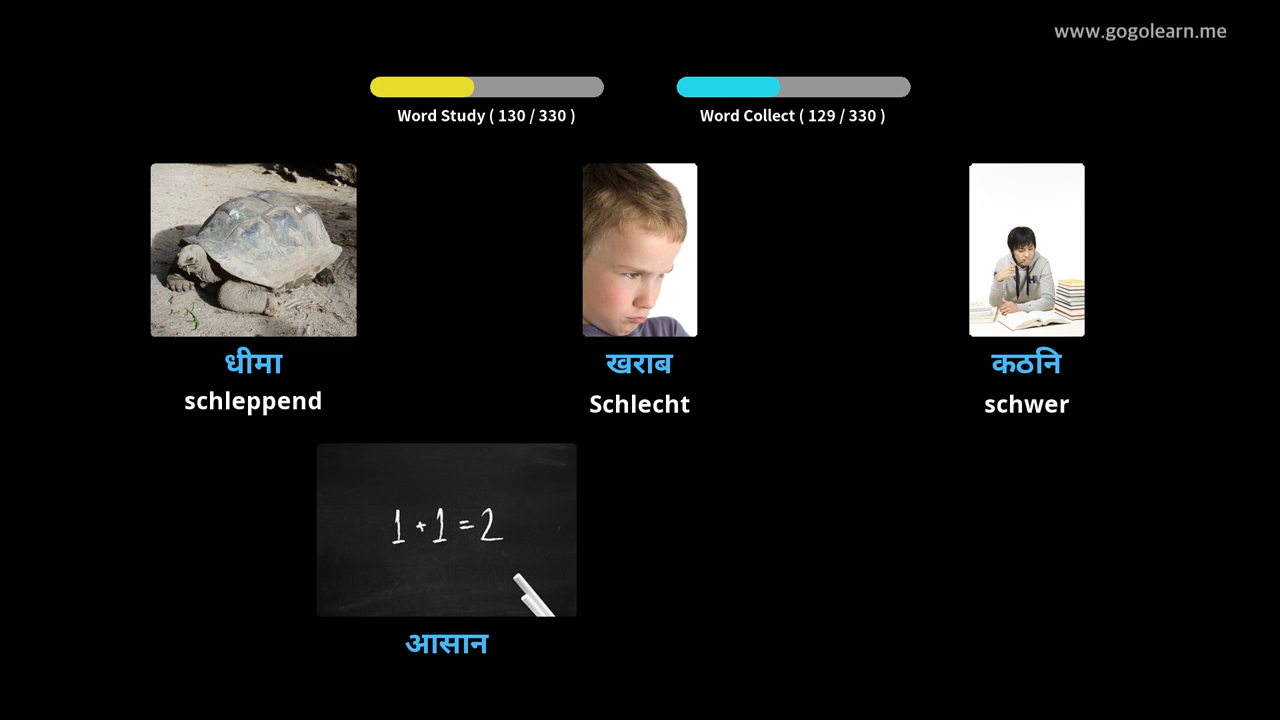 www.gogolearn.me
Word Study ( 130 / 330 )
Word Collect ( 129 / 330 )
धीमा
खराब
कठनि
schleppend
Schlecht
schwer
1 + 1 = 2
आसान